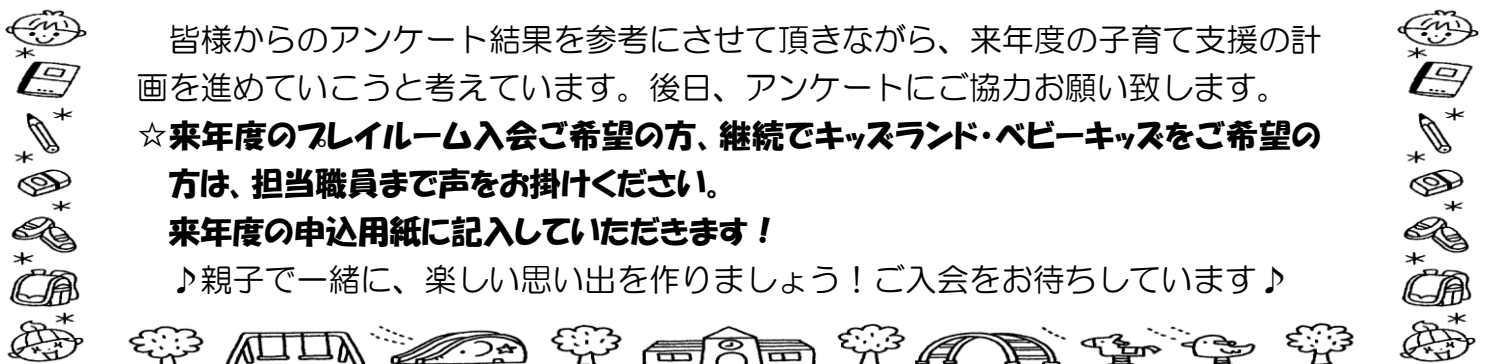 皆様からのアンケート結果を参考にさせて頂きながら、来年度の子育て支援の計
画を進めていこうと考えています。後日、アンケートにご協力お願い致します。
☆来年度のプレイルーム入会ご希望の方、継続でキッズランド・ベビーキッズをご希望の
方は、担当職員まで声をお掛けください。
来年度の申込用紙に記入していただきます！
♪親子で一緒に、楽しい思い出を作りましょう！ご入会をお待ちしています♪